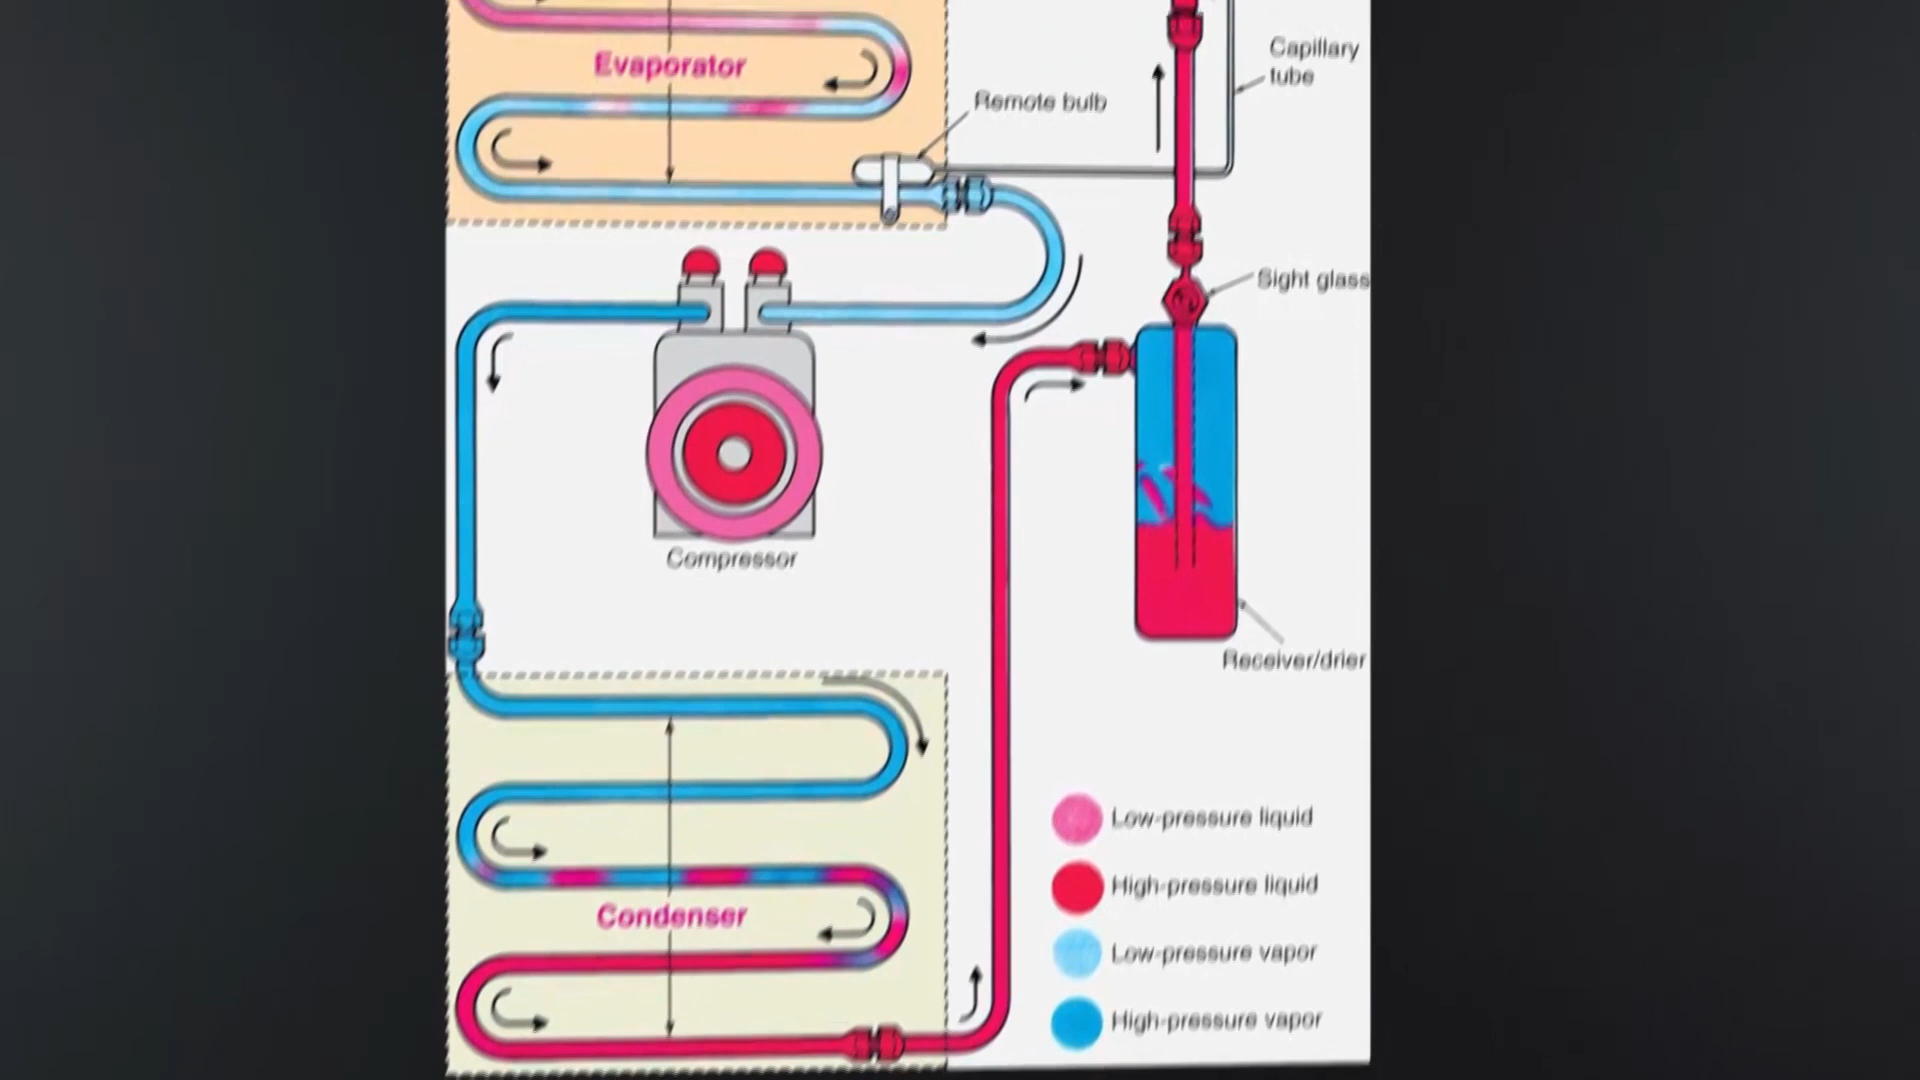 Capillary
tube
Evaporator
Remote bulb
Sight glass
Compressor
Receiver/drier
Low-pressure liquid
High-pressure liquid
Condenser
Low-pressure vapor
High-pressure vapor